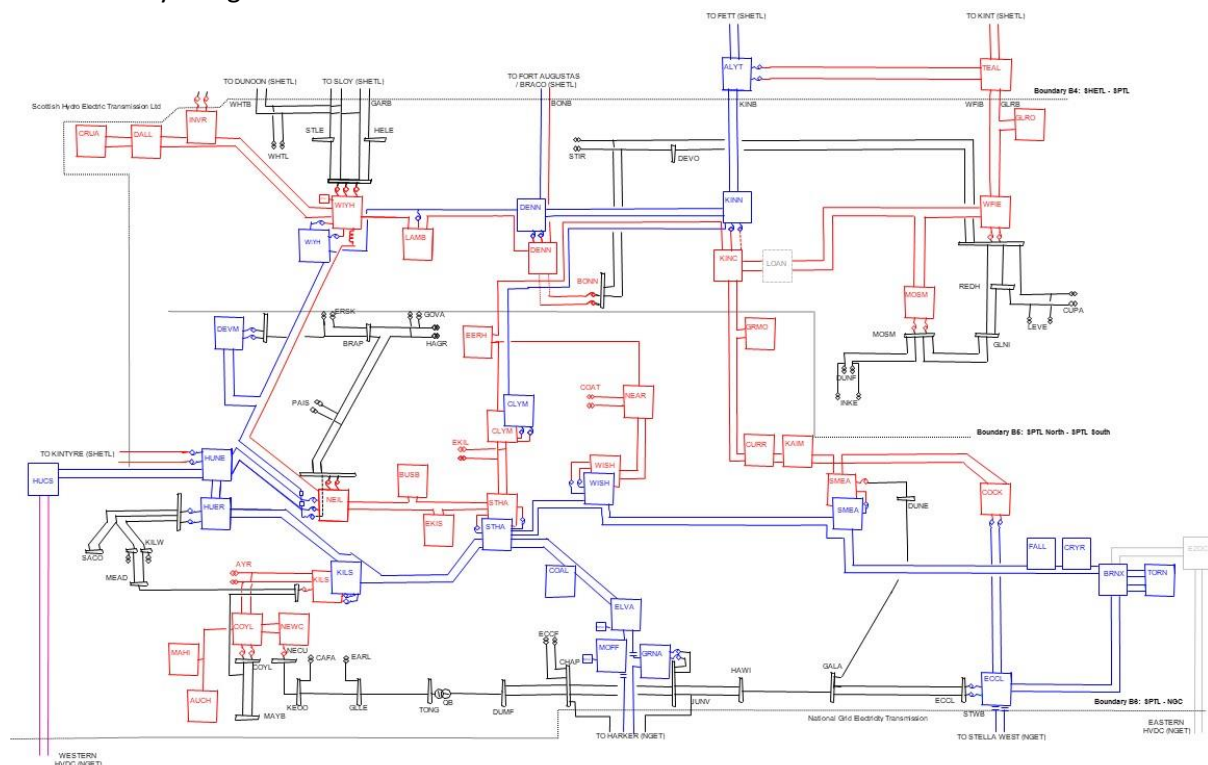 TO FETT (SHETL)
TO KINT (SHETL)
ALYT
TEAL
TO DUNOON (SHETL)
TO SLOY (SHETL)
TO FORT AUGUSTAS
/ BRACO (SHETL)
Boundary B4: SHETL - SPTL
Scottish Hydro Electric Transmission Ltd
WHTB
GARB
BONB
KINB
WFIB
GLRB
INVR
GLRO
CRUA
DALL
STLE
HELE
WHTL
STIR
DEVO
WIYH
DENN
KINN
WFIE
WIYH
LAMB
DENN
KINC
LOAN
BONN
REDH
MOSM
CUPA
LEVE
DEVM
ERSK
GOVA
BRAP
HAGR
EERH
GRMO
MOSM
GLNI
DUNF
INKE
COAT
NEAR
PAIS
CLYM
CLYM
EKIL
CURR
KAIM
Boundary B5: SPTL North - SPTL South
TO KINTYRE (SHETL)
HUNE
HUCS
BUSB
WISH
WISH
SMEA
COCK
NEIL
STHA
HUER
EKIS
STHA
SMEA
DUNE
SACO
KILW
MEAD
AYR
KILS
KILS
COAL
FALL
CRYR
BRNX
TORN
E2DC
ELVA
COYL
NEWC
MAHI
NECU
CAFA
EARL
ECCF
MOFF
GRNA
COYL
CHAP
HAWI
GALA
ECCL
AUCH
MAYB
KEOO
GLLE
TONG
QB
DUMF
JUNV
ECCL
STWB
Boundary B6: SPTL - NGC
National Grid Electricity Transmission
TO HARKER (NGET)
TO STELLA WEST (NGET)
EASTERN
HVDC (NGET)
WESTERN
HVDC (NGET)